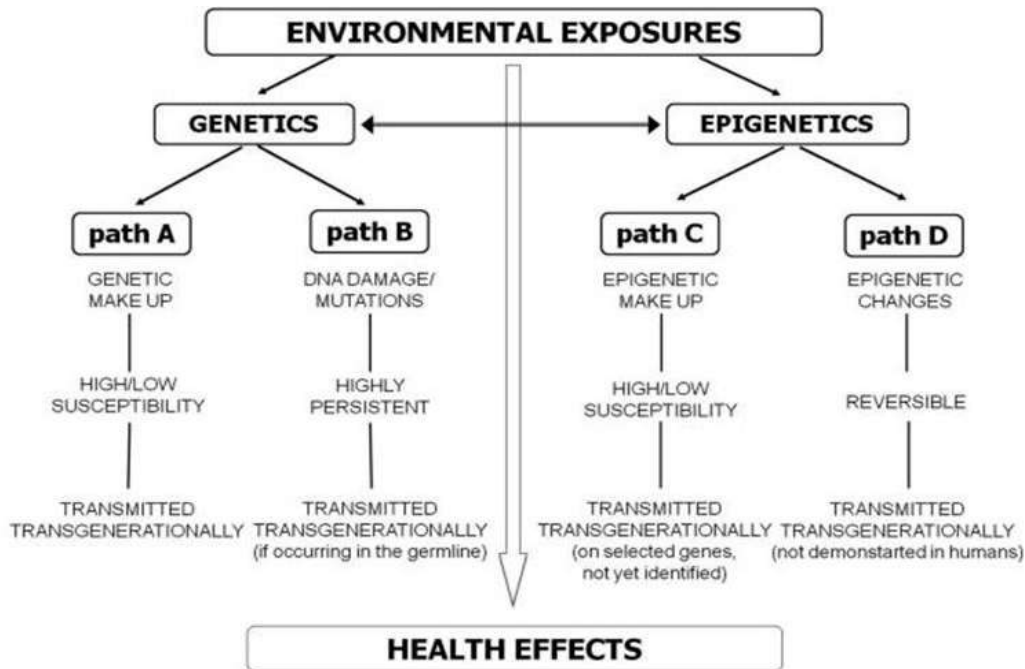 ENVIRONMENTAL EXPOSURES
GENETICS
EPIGENETICS
path A
path B
path C
path D
GENETIC
MAKE UP
DNA DAMAGE/
MUTATIONS
EPIGENETIC
MAKE UP
EPIGENETIC
CHANGES
HIGH/LOW
SUSCEPTIBILITY
HIGHLY
PERSISTENT
HIGH/LOW
SUSCEPTIBILITY
REVERSIBLE
TRANSMITTED
TRANSGENERATIONALLY
TRANSMITTED
TRANSGENERATIONALLY
(if occurring in the germline)
TRANSMITTED
TRANSGENERATIONALLY
(on selected genes,
not yet identified)
TRANSMITTED
TRANSGENERATIONALLY
(not demonstarted in humans)
HEALTH EFFECTS